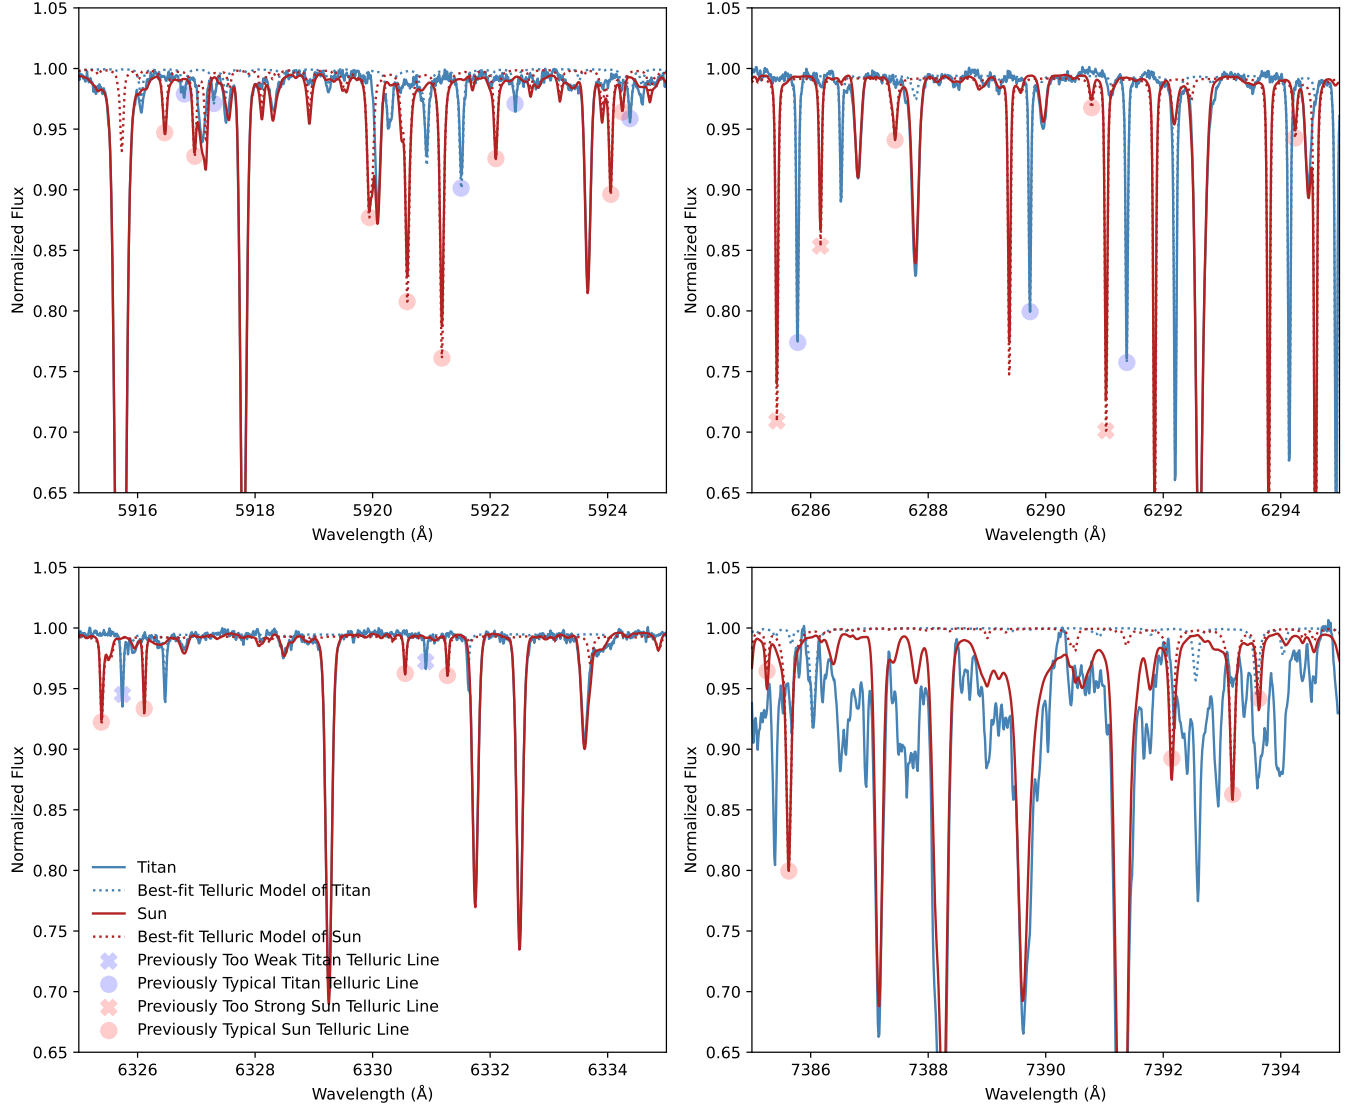 1.05
1.00
0.95
0.90
0.85
0.80
0.75
0.70
0.65
Normalized Flux
5916 5918 5920 5922 5924
Wavelength (Å)
1.05
1.00
0.95
0.90
0.85
0.80
0.75
0.70
0.65
Normalized Flux
6286 6288 6290 6292 6294
Wavelength (Å)
1.05
1.00
0.95
0.90
0.85
0.80
0.75
0.70
0.65
Normalized Flux
Titan
Best-fit Telluric Model of Titan
Sun
Best-fit Telluric Model of Sun
Previously Too Weak Titan Telluric Line
Previously Typical Titan Telluric Line
Previously Too Strong Sun Telluric Line
Previously Typical Sun Telluric Line
6326 6328 6330 6332 6334
Wavelength (Å)
1.05
1.00
0.95
0.90
0.85
0.80
0.75
0.70
0.65
Normalized Flux
7386 7388 7390 7392 7394
Wavelength (Å)